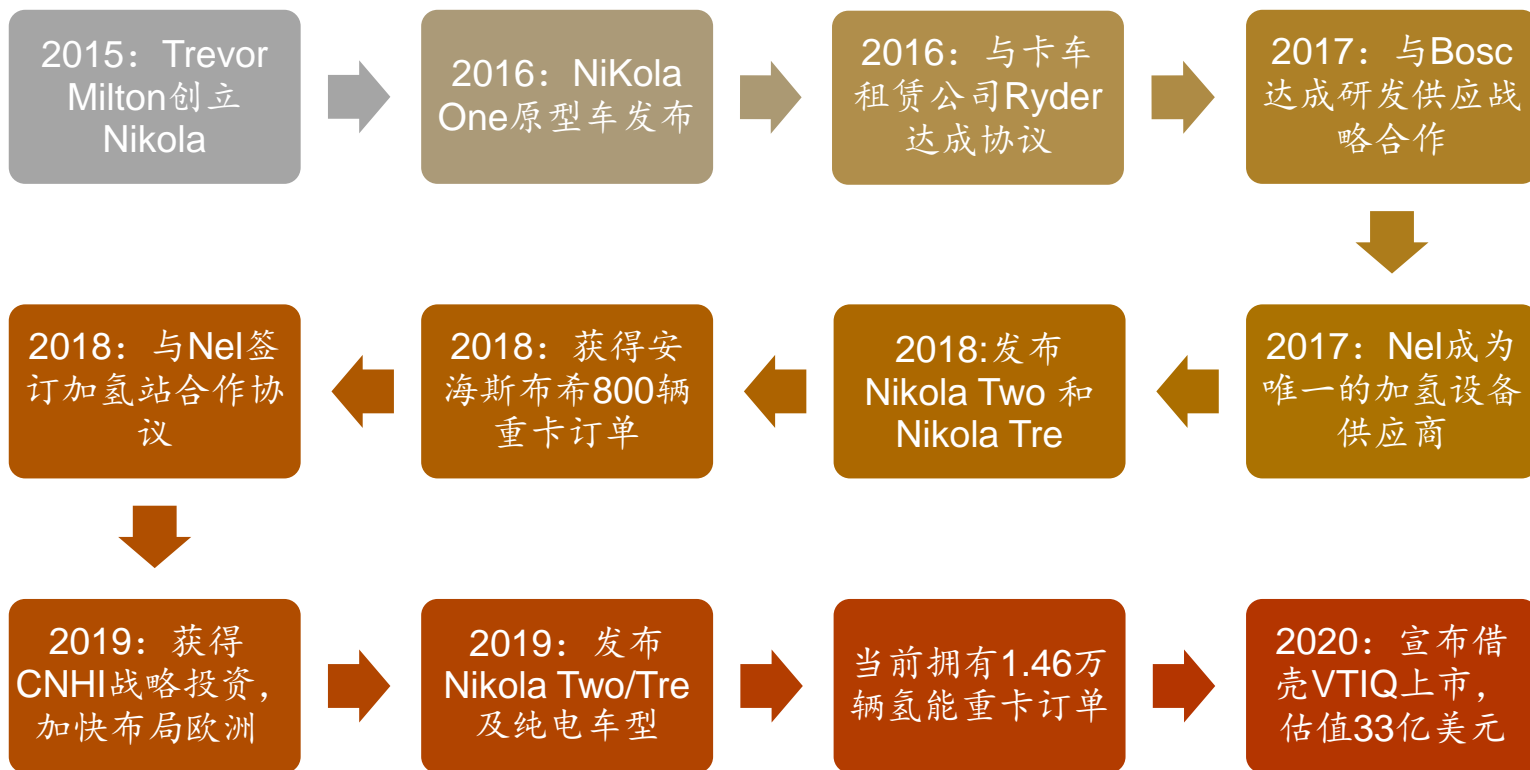 2015：Trevor
Milton创立
Nikola
2016：NiKola
One原型车发布
2016：与卡车
租赁公司Ryder
达成协议
2017：与Bosc
达成研发供应战
略合作
2017：Nel成为
唯一的加氢设备
供应商
2018:发布
Nikola Two 和
Nikola Tre
2018：获得安
海斯布希800辆
重卡订单
2018：与Nel签
订加氢站合作协
议
2019：获得
CNHI战略投资，
加快布局欧洲
2019：发布
Nikola Two/Tre
及纯电车型
当前拥有1.46万
辆氢能重卡订单
2020：宣布借
壳VTIQ上市，
估值33亿美元